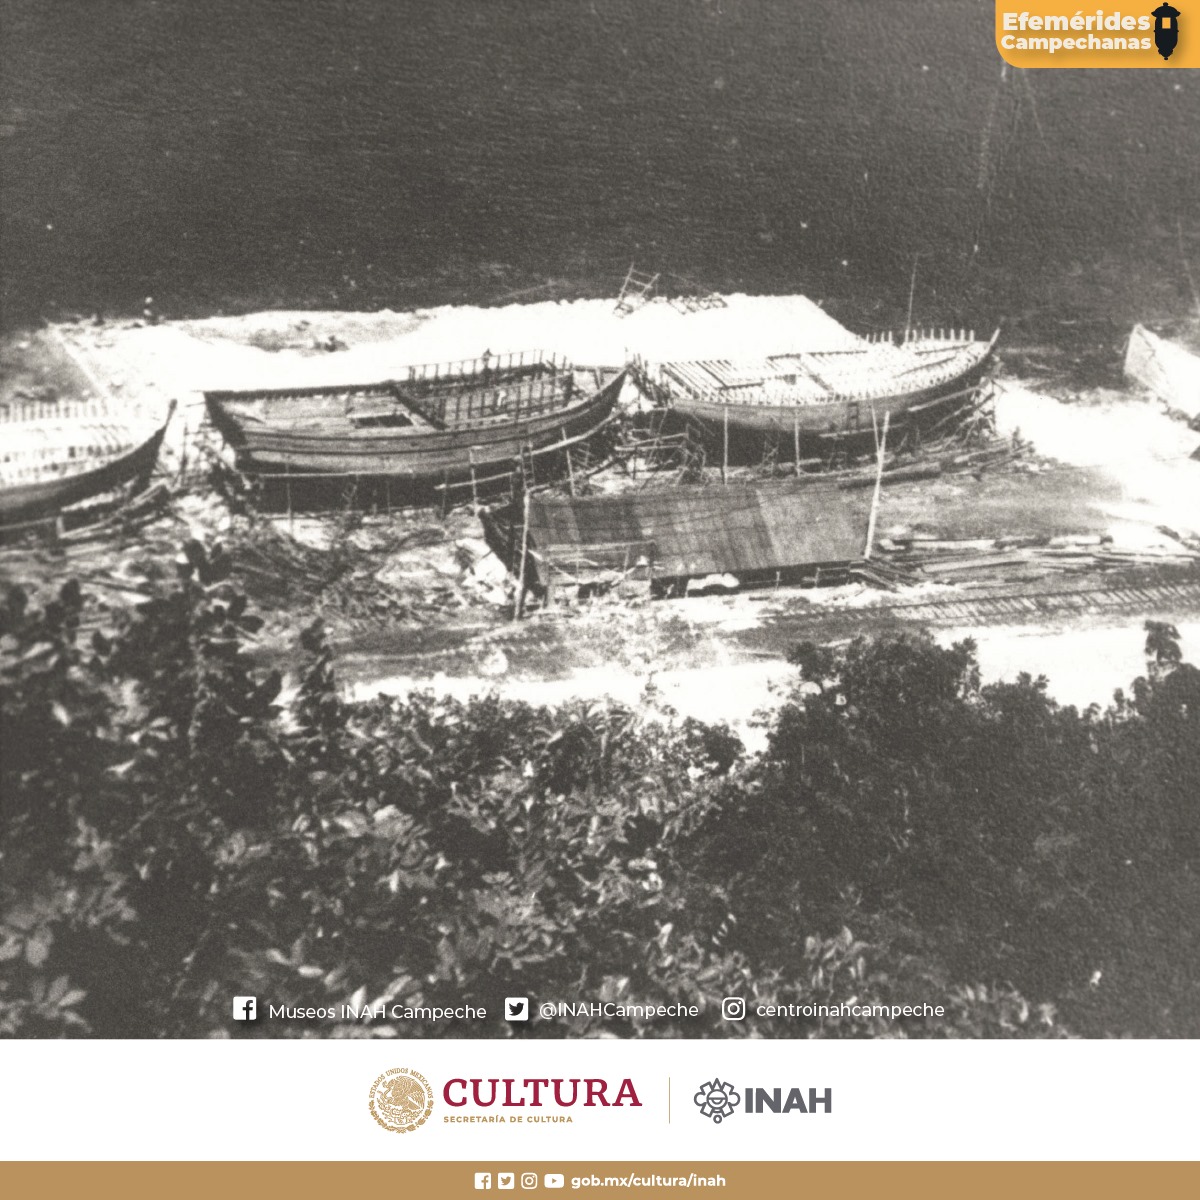 Efemérides
Campechanas
Museos INAH Campeche @INAHCampeche centroinahcampeche
ESTADOS UNIDOS MEXICANOS
CULTURA
SECRETARÍA DE CULTURA
INAH
gob.mx/cultura/inah